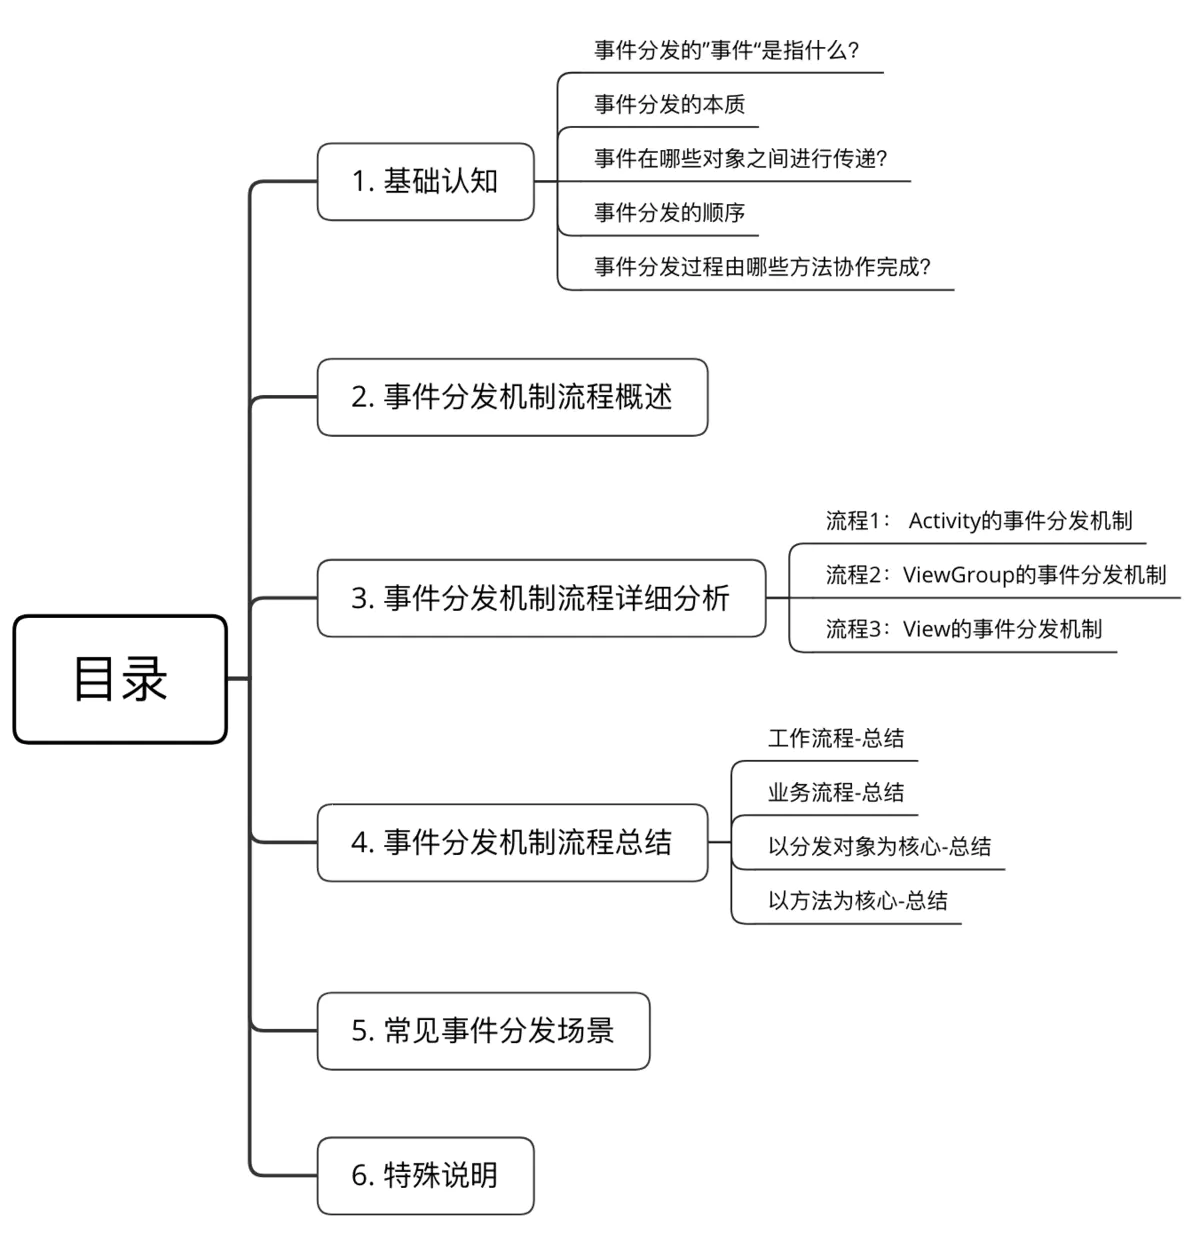 目录
1. 基础认知
事件分发的”事件“是指什么？
事件分发的本质
事件在哪些对象之间进行传递？
事件分发的顺序
事件分发过程由哪些方法协作完成？
2. 事件分发机制流程概述
3. 事件分发机制流程详细分析
流程1： Activity的事件分发机制
流程2：ViewGroup的事件分发机制
流程3：View的事件分发机制
4. 事件分发机制流程总结
工作流程-总结
业务流程-总结
以分发对象为核心-总结
以方法为核心-总结
5. 常见事件分发场景
6. 特殊说明